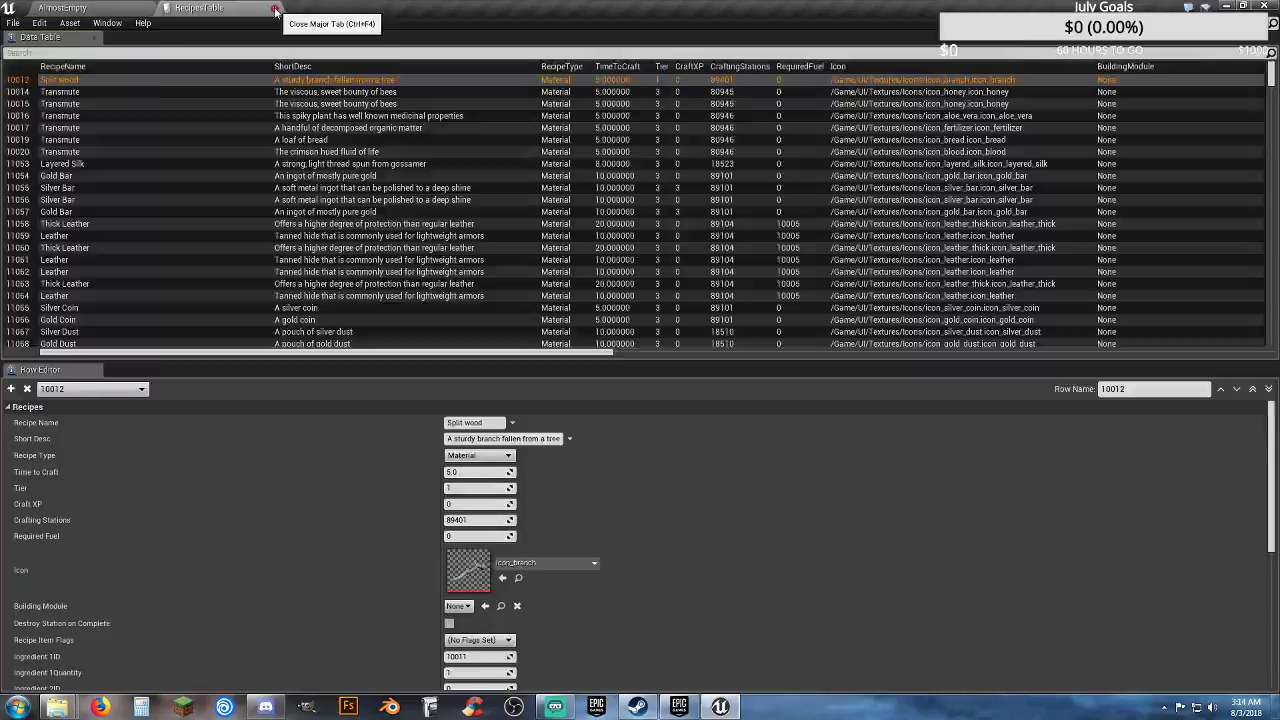 AlmostEmpty RecipesTable July Goals
Close Major Tab (Ctrl+F4)
File Edit Asset Window Help $0 (0.00%)
Data Table
Search $0 60 HOURS TO GO
RecipeName ShortDesc RecipeType TimeToCraft Tier CraftXP CraftingStations RequiredFuel Icon BuildingModule
10012 Split wood A sturdy branch fallen from a tree Material 5.000000 1 0 89401 0 /Game/UI/Textures/Icons/icon_branch.icon_branch None
10014 Transmute The viscous, sweet bounty of bees Material 5.000000 3 0 80945 0 /Game/UI/Textures/Icons/icon_honey.icon_honey None
10015 Transmute The viscous, sweet bounty of bees Material 5.000000 3 0 80945 0 /Game/UI/Textures/Icons/icon_honey.icon_honey None
10016 Transmute This spiky plant has well known medicinal properties Material 5.000000 3 0 80946 0 /Game/UI/Textures/Icons/icon_aloe_vera.icon_aloe_vera None
10017 Transmute A handful of decomposed organic matter Material 5.000000 3 0 80946 0 /Game/UI/Textures/Icons/icon_fertilizer.icon_fertilizer None
10019 Transmute A loaf of bread Material 5.000000 3 0 80946 0 /Game/UI/Textures/Icons/icon_bread.icon_bread None
10020 Transmute The crimson hued fluid of life Material 5.000000 3 0 80946 0 /Game/UI/Textures/Icons/icon_blood.icon_blood None
11053 Layered Silk A strong, light thread spun from gossamer Material 8.000000 3 0 18523 0 /Game/UI/Textures/Icons/icon_layered_silk.icon_layered_silk None
11054 Gold Bar An ingot of mostly pure gold Material 10.000000 3 0 89101 0 /Game/UI/Textures/Icons/icon_gold_bar.icon_gold_bar None
11055 Silver Bar A soft metal ingot that can be polished to a deep shine Material 10.000000 3 3 89101 0 /Game/UI/Textures/Icons/icon_silver_bar.icon_silver_bar None
11056 Silver Bar A soft metal ingot that can be polished to a deep shine Material 10.000000 3 0 89101 0 /Game/UI/Textures/Icons/icon_silver_bar.icon_silver_bar None
11057 Gold Bar An ingot of mostly pure gold Material 10.000000 3 3 89101 0 /Game/UI/Textures/Icons/icon_gold_bar.icon_gold_bar None
11058 Thick Leather Offers a higher degree of protection than regular leather Material 20.000000 3 0 89104 10005 /Game/UI/Textures/Icons/icon_leather_thick.icon_leather_thick None
11059 Leather Tanned hide that is commonly used for lightweight armors Material 10.000000 3 0 89104 10005 /Game/UI/Textures/Icons/icon_leather.icon_leather None
11060 Thick Leather Offers a higher degree of protection than regular leather Material 20.000000 3 0 89104 10005 /Game/UI/Textures/Icons/icon_leather_thick.icon_leather_thick None
11061 Leather Tanned hide that is commonly used for lightweight armors Material 10.000000 3 0 89104 10005 /Game/UI/Textures/Icons/icon_leather.icon_leather None
11062 Leather Tanned hide that is commonly used for lightweight armors Material 10.000000 3 0 89104 10005 /Game/UI/Textures/Icons/icon_leather.icon_leather None
11063 Thick Leather Offers a higher degree of protection than regular leather Material 20.000000 3 0 89104 10005 /Game/UI/Textures/Icons/icon_leather_thick.icon_leather_thick None
11064 Leather Tanned hide that is commonly used for lightweight armors Material 10.000000 3 0 89104 10005 /Game/UI/Textures/Icons/icon_leather.icon_leather None
11065 Silver Coin A silver coin Material 5.000000 3 0 89101 0 /Game/UI/Textures/Icons/icon_silver_coin.icon_silver_coin None
11066 Gold Coin A gold coin Material 5.000000 3 0 89101 0 /Game/UI/Textures/Icons/icon_gold_coin.icon_gold_coin None
11067 Silver Dust A pouch of silver dust Material 10.000000 3 0 18510 0 /Game/UI/Textures/Icons/icon_silver_dust.icon_silver_dust None
11068 Gold Dust A pouch of gold dust Material 10.000000 3 0 18510 0 /Game/UI/Textures/Icons/icon_gold_dust.icon_gold_dust None
Row Editor
10012 Row Name: 10012
Recipes
Recipe Name Split wood
Short Desc A sturdy branch fallen from a tree
Recipe Type Material
Time to Craft 5.0
Tier 1
Craft XP 0
Crafting Stations 89401
Required Fuel 0
Icon icon_branch
Building Module None
Destroy Station on Complete
Recipe Item Flags (No Flags Set)
Ingredient 1ID 10011
Ingredient 1Quantity 1
Ingredient 2ID
Fs EPIC GAMES EPIC GAMES 3:14 AM
8/3/2018